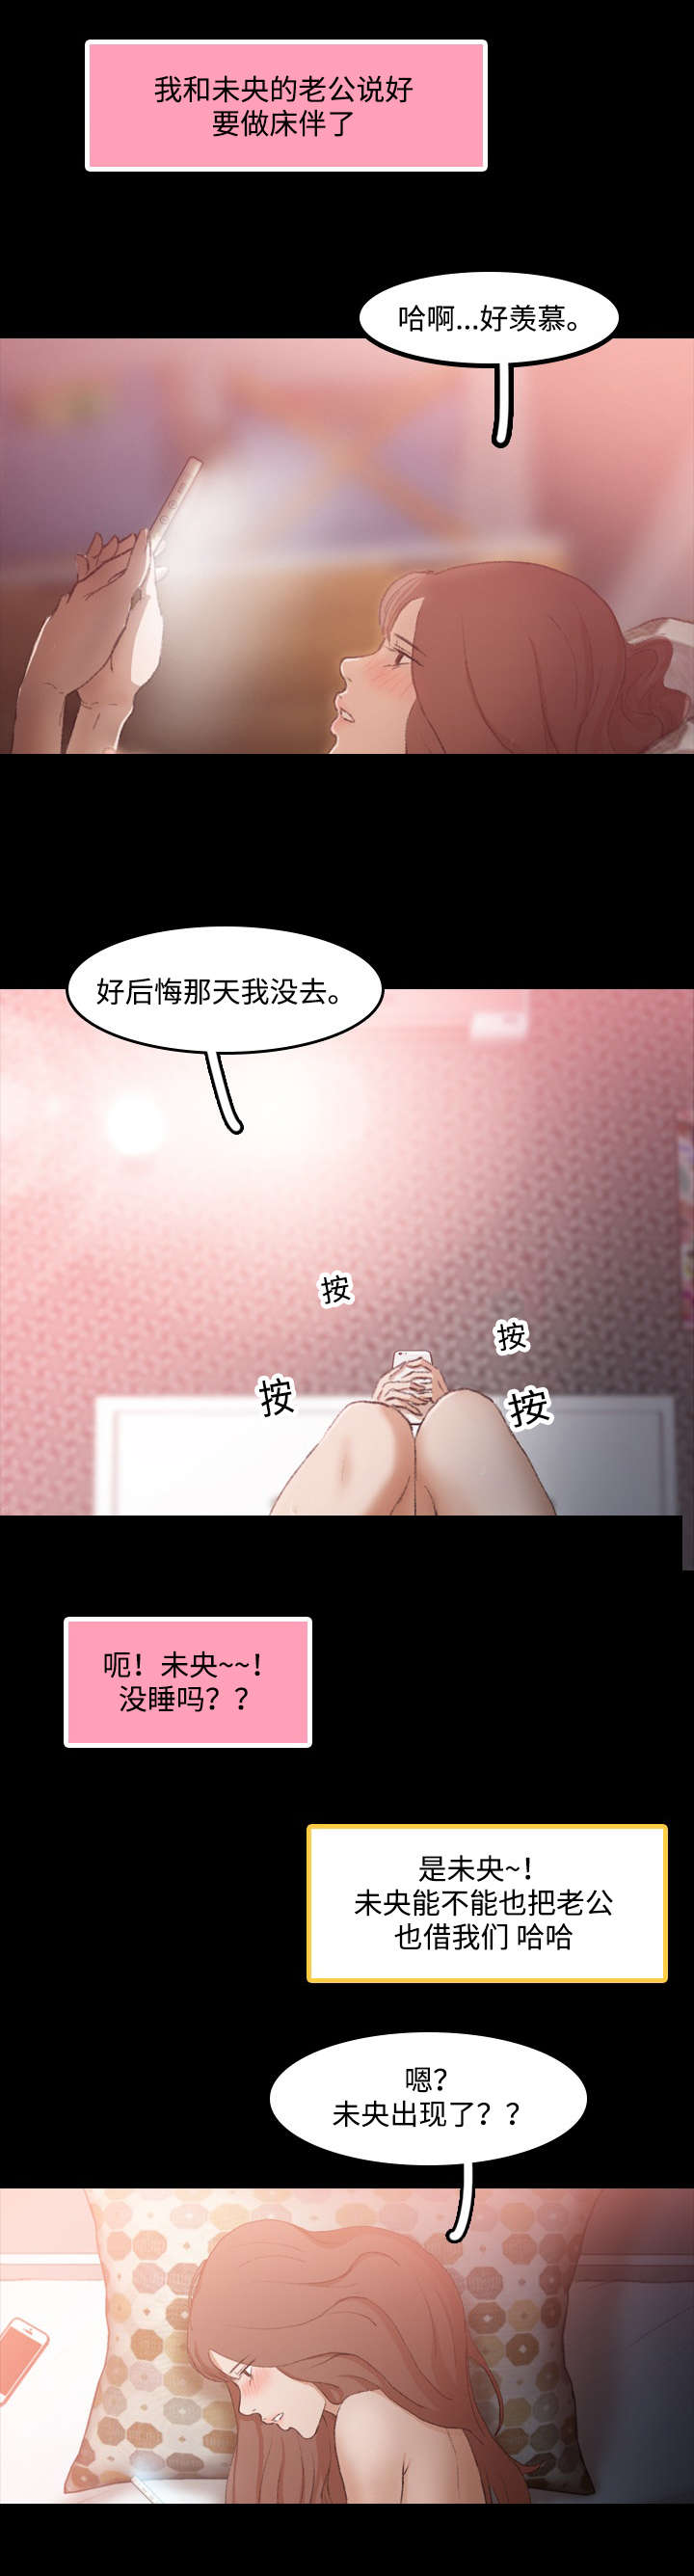 我和未央的老公说好
要做床伴了
哈啊...好羡慕。
好后悔那天我没去。
按
按
按
按
呃！未央~~！
没睡吗？？
是未央~！
未央能不能也把老公
也借我们 哈哈
嗯？
未央出现了？？